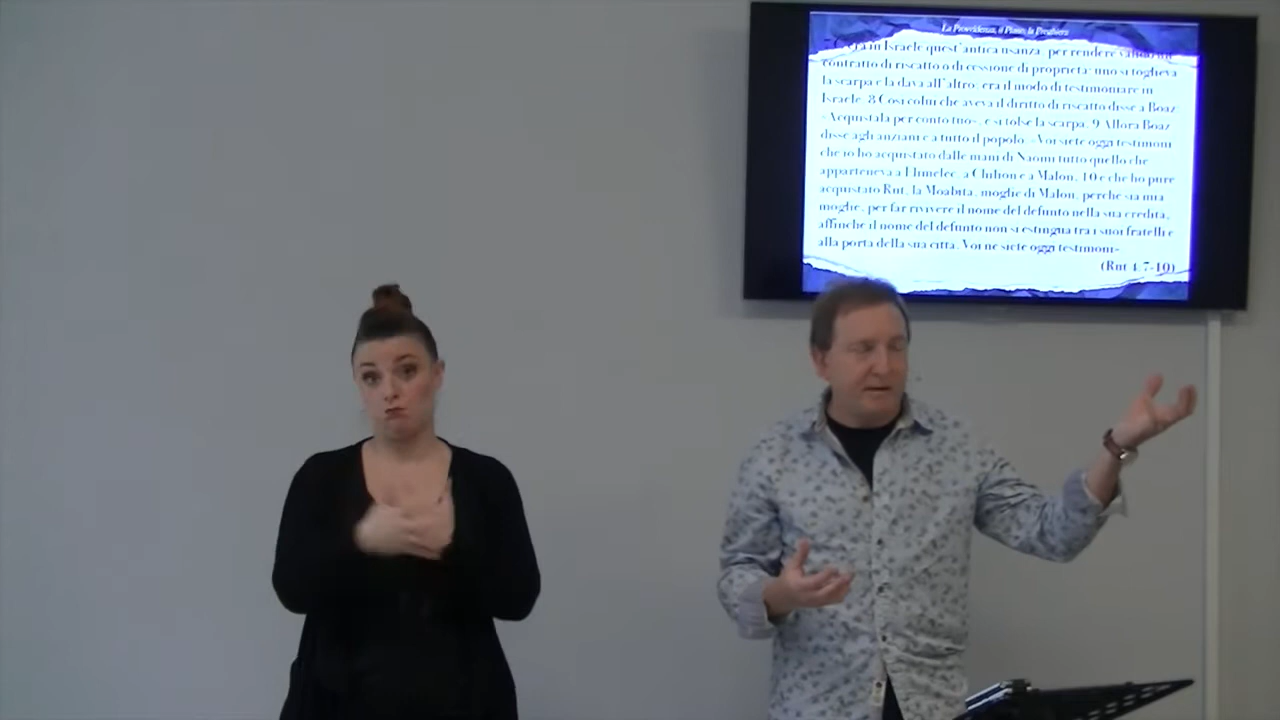 La Provvidenza, il Piano, la Preghiera
era in Israele quest'antica usanza, per rendere valido un
contratto di riscatto o di cessione di proprietà: uno si toglieva
la scarpa e la dava all'altro; era il modo di testimoniare in
Israele. 8 Così colui che aveva il diritto di riscatto disse a Boaz:
«Acquistala per conto tuo», e si tolse la scarpa. 9 Allora Boaz
disse agli anziani e a tutto il popolo: «Voi siete oggi testimoni
che io ho acquistato dalle mani di Naomi tutto quello che
apparteneva a Elimelec, a Chilion e a Malon, 10 e che ho pure
acquistato Rut, la Moabita, moglie di Malon, perché sia mia
moglie, per far rivivere il nome del defunto nella sua eredità,
affinché il nome del defunto non si estingua tra i suoi fratelli e
alla porta della sua città. Voi ne siete oggi testimoni»
(Rut 4:7-10)